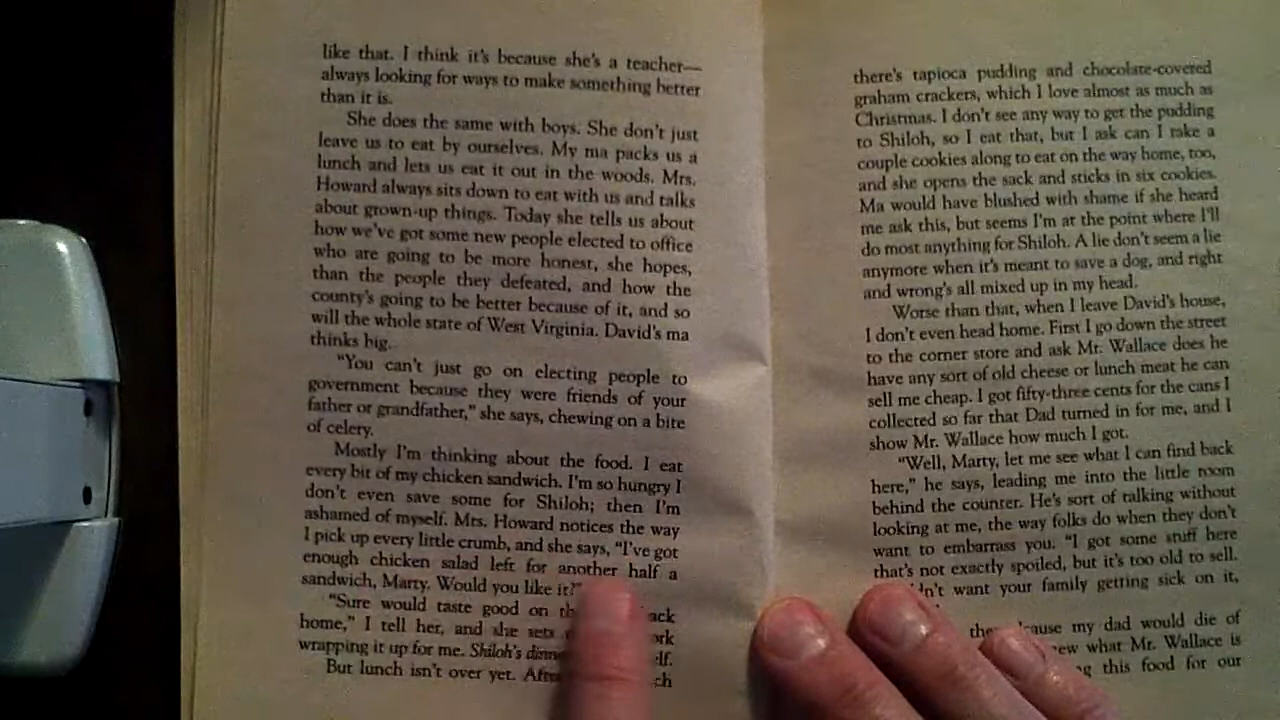 like that. I think it's because she's a teacher—
always looking for ways to make something better
than it is.
She does the same with boys. She don't just
leave us to eat by ourselves. My ma packs us a
lunch and lets us eat it out in the woods. Mrs.
Howard always sits down to eat with us and talks
about grown-up things. Today she tells us about
how we've got some new people elected to office
who are going to be more honest, she hopes,
than the people they defeated, and how the
county's going to be better because of it, and so
will the whole state of West Virginia. David's ma
thinks big.
"You can't just go on electing people to
government because they were friends of your
father or grandfather," she says, chewing on a bite
of celery.
Mostly I'm thinking about the food. I eat
every bit of my chicken sandwich. I'm so hungry I
don't even save some for Shiloh; then I'm
ashamed of myself. Mrs. Howard notices the way
I pick up every little crumb, and she says, "I've got
enough chicken salad left for another half a
sandwich, Marty. Would you like it?"
"Sure would taste good on
home," I tell her, and she sets
wrapping it up for me. Shiloh's
But lunch isn't over yet.
there's tapioca pudding and chocolate-covered
graham crackers, which I love almost as much as
Christmas. I don't see any way to get the pudding
to Shiloh, so I eat that, but I ask can I take a
couple cookies along to eat on the way home, too,
and she opens the sack and sticks in six cookies.
Ma would have blushed with shame if she heard
me ask this, but seems I'm at the point where I'll
do most anything for Shiloh. A lie don't seem a lie
anymore when it's meant to save a dog, and right
and wrong's all mixed up in my head.
Worse than that, when I leave David's house,
I don't even head home. First I go down the street
to the corner store and ask Mr. Wallace does he
have any sort of old cheese or lunch meat he can
sell me cheap. I got fifty-three cents for the cans I
collected so far that Dad turned in for me, and I
show Mr. Wallace how much I got.
"Well, Marty, let me see what I can find back
here," he says, leading me into the little room
behind the counter. He's sort of talking without
looking at me, the way folks do when they don't
want to embarrass you. "I got some stuff here
that's not exactly spoiled, but it's too old to sell.
want your family getting sick on it,
my dad would die of
what Mr. Wallace is
this food for our